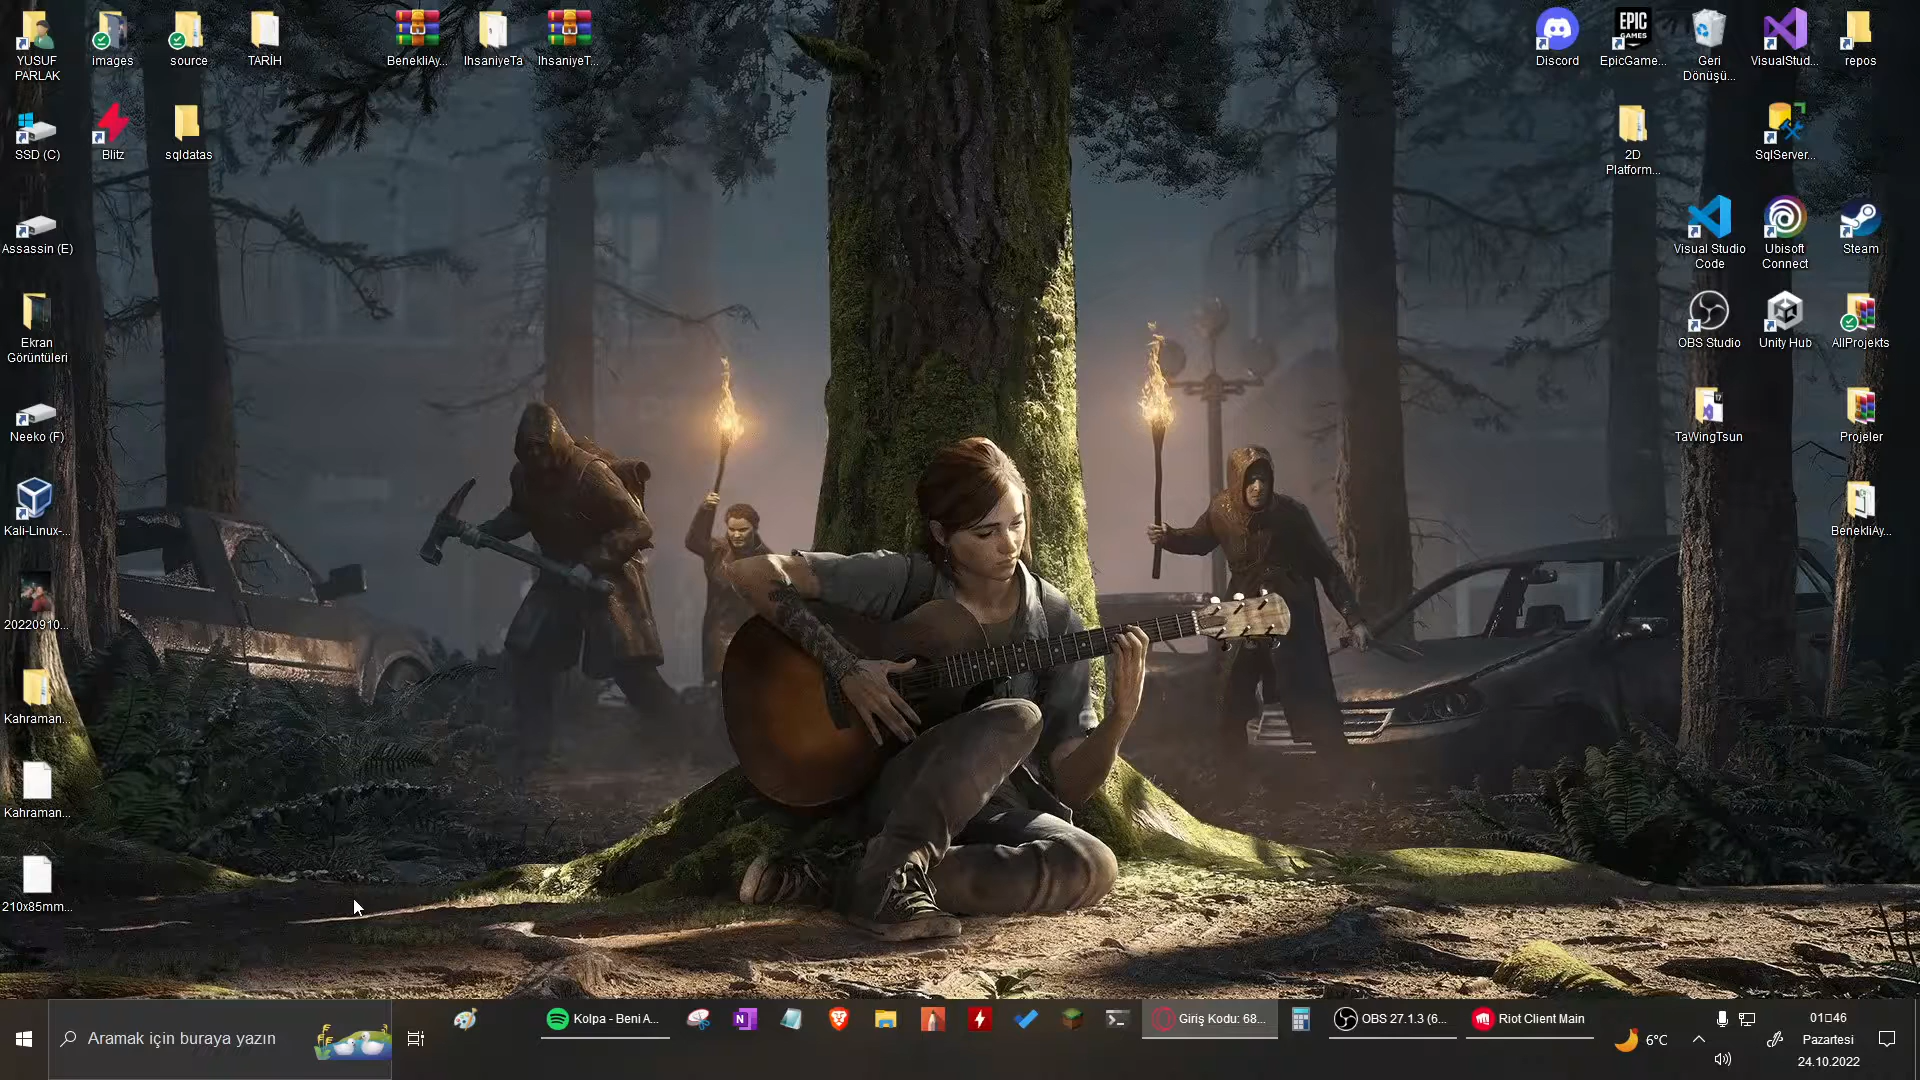 YUSUF
PARLAK
images
source
TARİH
BenekliAy...
IhsaniyeTa
IhsaniyeT...
Discord
EPIC
GAMES
EpicGame...
Geri
Dönüşü...
VisualStud...
repos
SSD (C)
Blitz
sqldatas
2D
Platform...
SqlServer...
Assassin (E)
Visual Studio
Code
Ubisoft
Connect
Steam
Ekran
Görüntüleri
OBS Studio
Unity Hub
AllProjekts
Neeko (F)
TaWingTsun
Projeler
Kali-Linux-...
BenekliAy...
20220910...
Kahraman...
Kahraman...
210x85mm...
Aramak için buraya yazın
Kolpa - Beni A...
N
Giriş Kodu: 68...
OBS 27.1.3 (6...
Riot Client Main
6°C
01□46
Pazartesi
24.10.2022